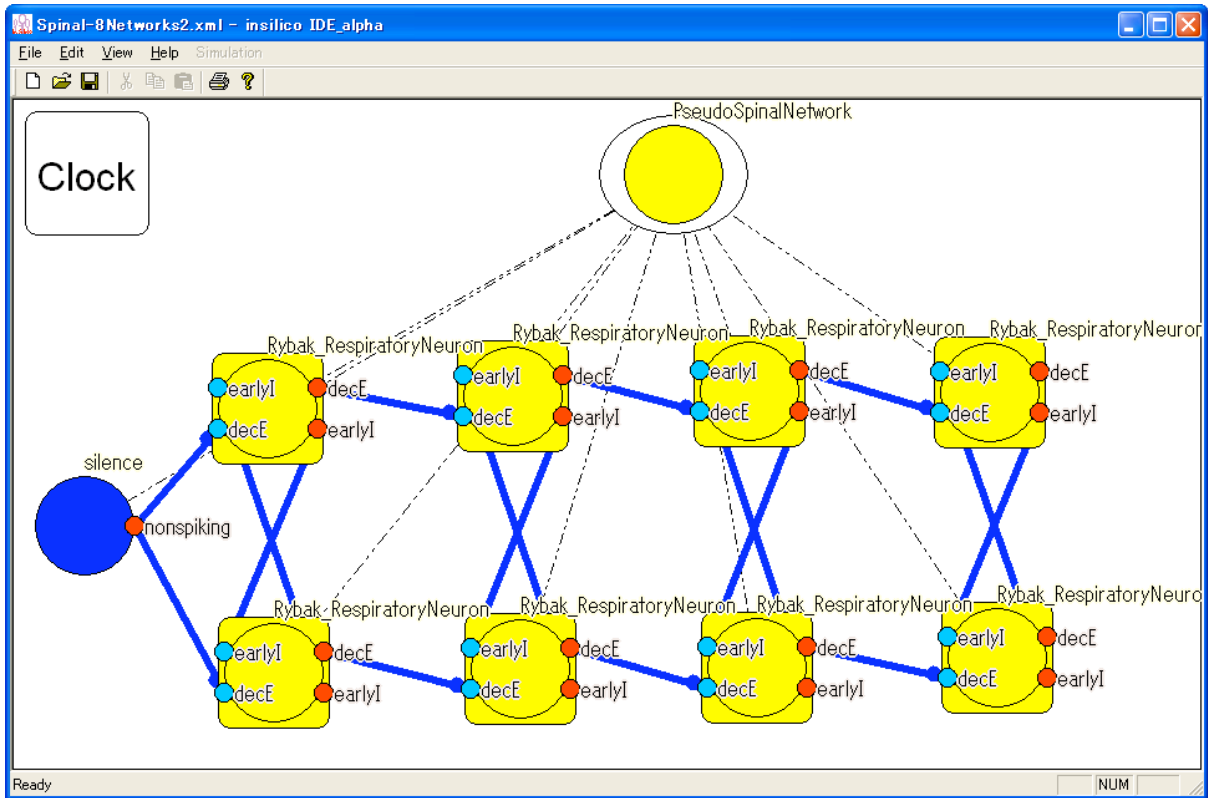 Spinal-8Networks2.xml - insilico IDE_alpha
File Edit View Help Simulation
Clock
PseudoSpinalNetwork
Rybak_RespiratoryNeuron
Rybak_RespiratoryNeuron
Rybak_RespiratoryNeuron
Rybak_RespiratoryNeuror
earlyI
decE
decE
earlyI
earlyI
decE
decE
earlyI
earlyI
decE
decE
earlyI
earlyI
decE
decE
earlyI
silence
nonspiking
Rybak_RespiratoryNeuron
Rybak_RespiratoryNeuron
Rybak_RespiratoryNeuron
Rybak_RespiratoryNeuro
earlyI
decE
decE
earlyI
earlyI
decE
decE
earlyI
earlyI
decE
decE
earlyI
earlyI
decE
decE
earlyI
Ready
NUM